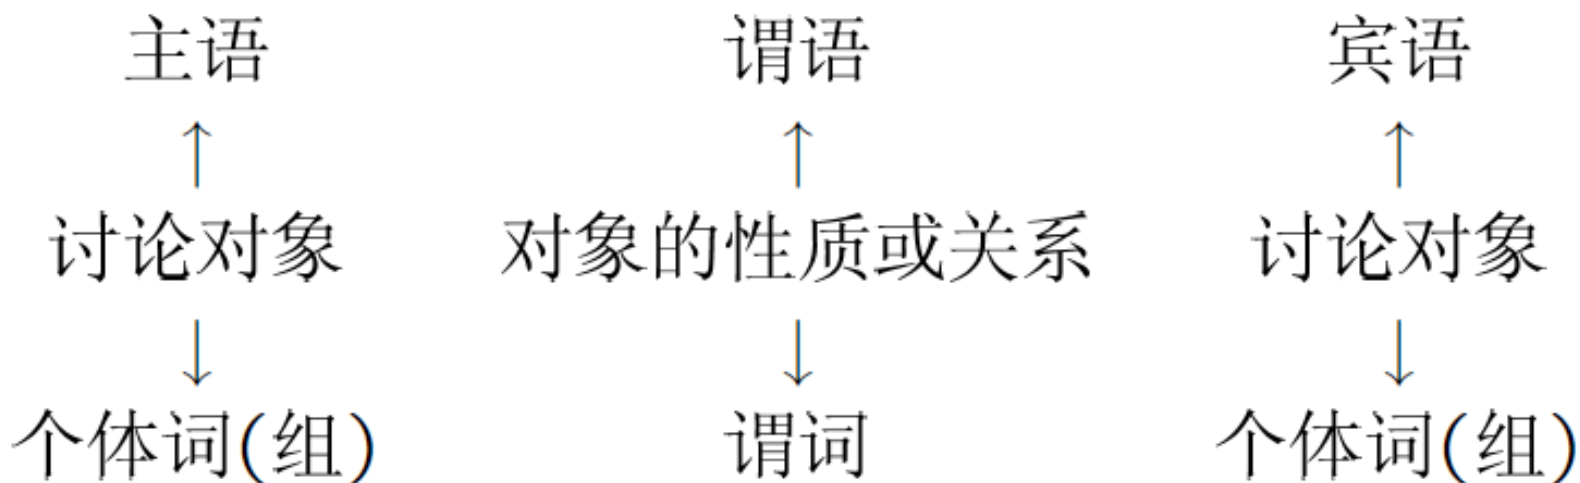 主语 谓语 宾语
↑ ↑ ↑
讨论对象 对象的性质或关系 讨论对象
↓ ↓ ↓
个体词(组) 谓词 个体词(组)